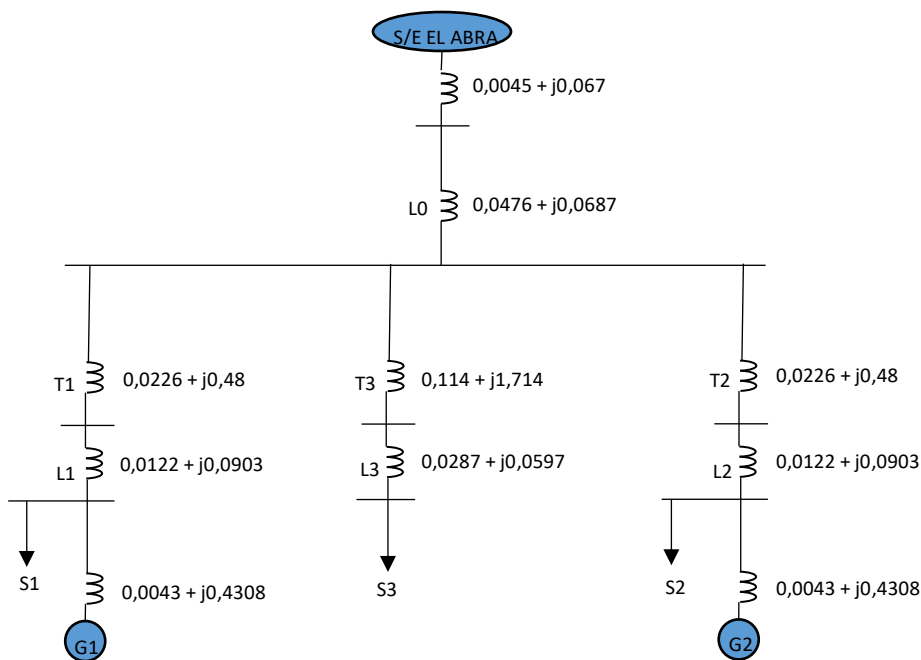 S/E EL ABRA
0,0045 + j0,067
L0
0,0476 + j0,0687
T1
0,0226 + j0,48
T3
0,114 + j1,714
T2
0,0226 + j0,48
L1
0,0122 + j0,0903
L3
0,0287 + j0,0597
L2
0,0122 + j0,0903
S1
S3
S2
0,0043 + j0,4308
0,0043 + j0,4308
G1
G2